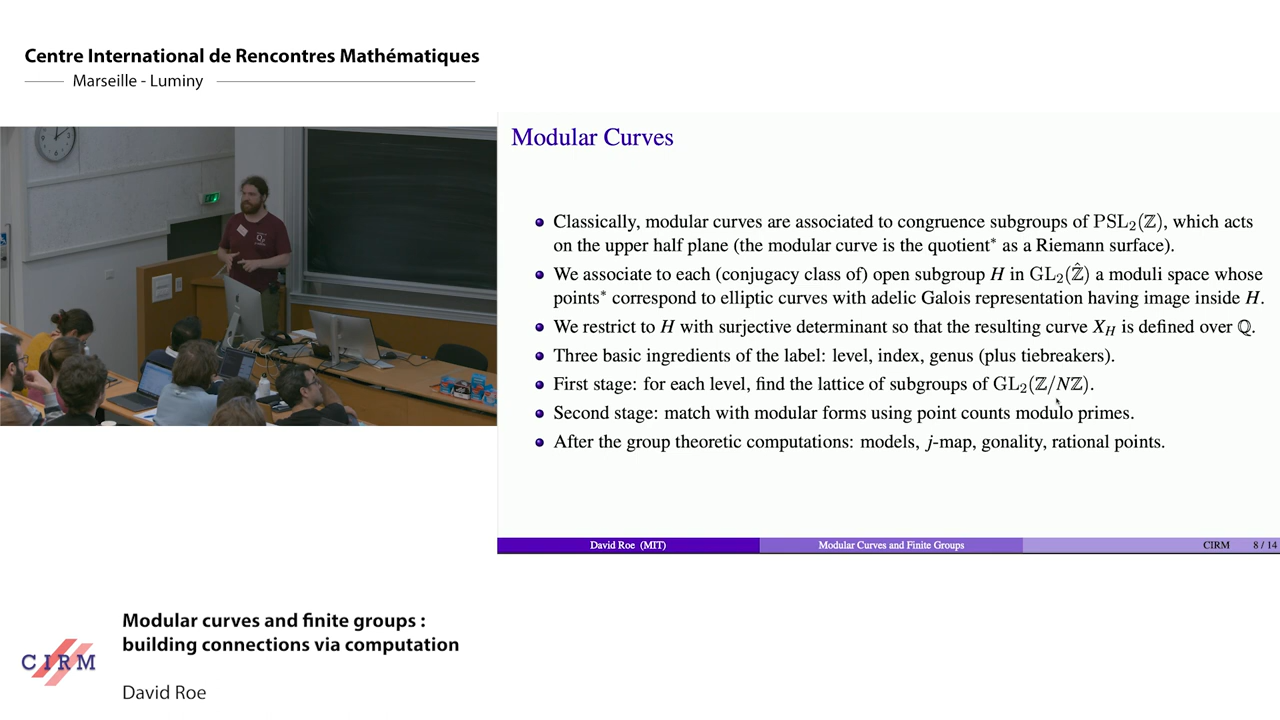 Centre International de Rencontres Mathématiques
Marseille - Luminy
Modular Curves
Classically, modular curves are associated to congruence subgroups of PSL₂(ℤ), which acts
on the upper half plane (the modular curve is the quotient* as a Riemann surface).
We associate to each (conjugacy class of) open subgroup H in GL₂(ℤ̂) a moduli space whose
points* correspond to elliptic curves with adelic Galois representation having image inside H.
We restrict to H with surjective determinant so that the resulting curve X_H is defined over ℚ.
Three basic ingredients of the label: level, index, genus (plus tiebreakers).
First stage: for each level, find the lattice of subgroups of GL₂(ℤ/Nℤ).
Second stage: match with modular forms using point counts modulo primes.
After the group theoretic computations: models, j-map, gonality, rational points.
David Roe (MIT) Modular Curves and Finite Groups CIRM 8 / 14
Modular curves and finite groups :
building connections via computation
CIRM
David Roe